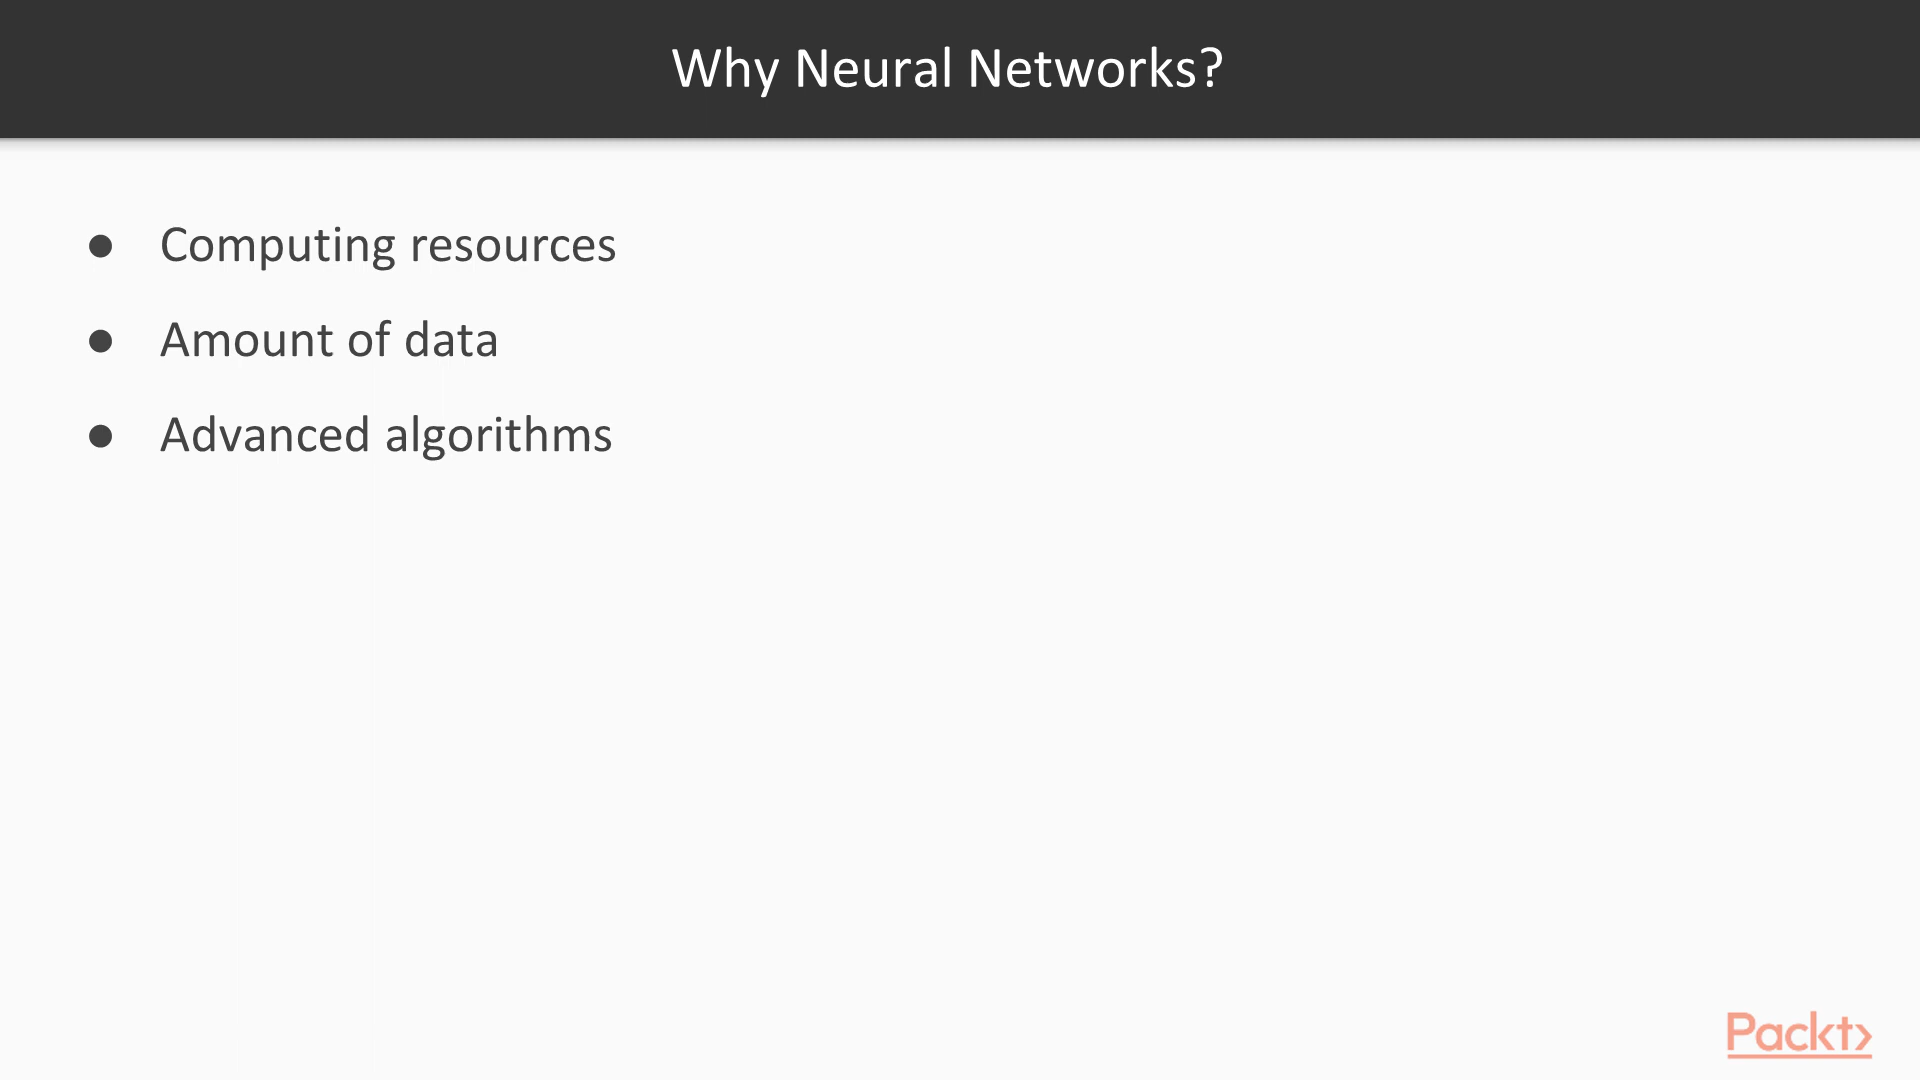 Why Neural Networks?
● Computing resources
● Amount of data
● Advanced algorithms
Packt>